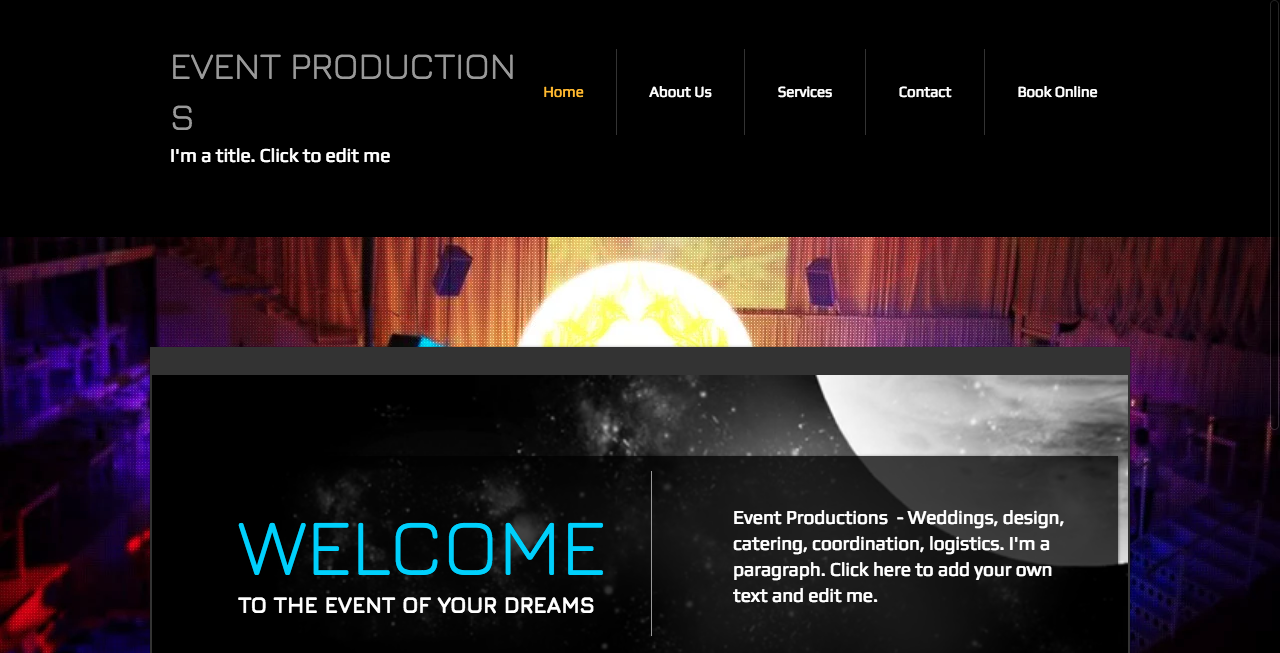 EVENT PRODUCTION
S
I'm a title. Click to edit me
Home
About Us
Services
Contact
Book Online
WELCOME
TO THE EVENT OF YOUR DREAMS
Event Productions  - Weddings, design,
catering, coordination, logistics. I'm a
paragraph. Click here to add your own
text and edit me.